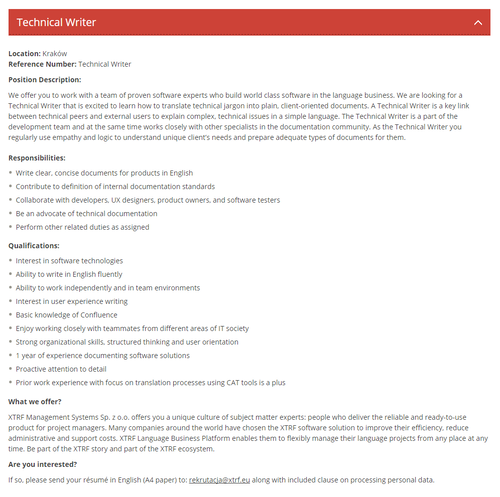 Technical Writer
Location: Kraków
Reference Number: Technical Writer
Position Description:
We offer you to work with a team of proven software experts who build world class software in the language business. We are looking for a
Technical Writer that is excited to learn how to translate technical jargon into plain, client-oriented documents. A Technical Writer is a key link
between technical peers and external users to explain complex, technical issues in a simple language. The Technical Writer is a part of the
development team and at the same time works closely with other specialists in the documentation community. As the Technical Writer you
regularly use empathy and logic to understand unique client's needs and prepare adequate types of documents for them.
Responsibilities:
Write clear, concise documents for products in English
Contribute to definition of internal documentation standards
Collaborate with developers, UX designers, product owners, and software testers
Be an advocate of technical documentation
Perform other related duties as assigned
Qualifications:
Interest in software technologies
Ability to write in English fluently
Ability to work independently and in team environments
Interest in user experience writing
Basic knowledge of Confluence
Enjoy working closely with teammates from different areas of IT society
Strong organizational skills, structured thinking and user orientation
1 year of experience documenting software solutions
Proactive attention to detail
Prior work experience with focus on translation processes using CAT tools is a plus
What we offer?
XTRF Management Systems Sp. z o.o. offers you a unique culture of subject matter experts: people who deliver the reliable and ready-to-use
product for project managers. Many companies around the world have chosen the XTRF software solution to improve their efficiency, reduce
administrative and support costs. XTRF Language Business Platform enables them to flexibly manage their language projects from any place at any
time. Be part of the XTRF story and part of the XTRF ecosystem.
Are you interested?
If so, please send your résumé in English (A4 paper) to: rekrutacja@xtrf.eu along with included clause on processing personal data.